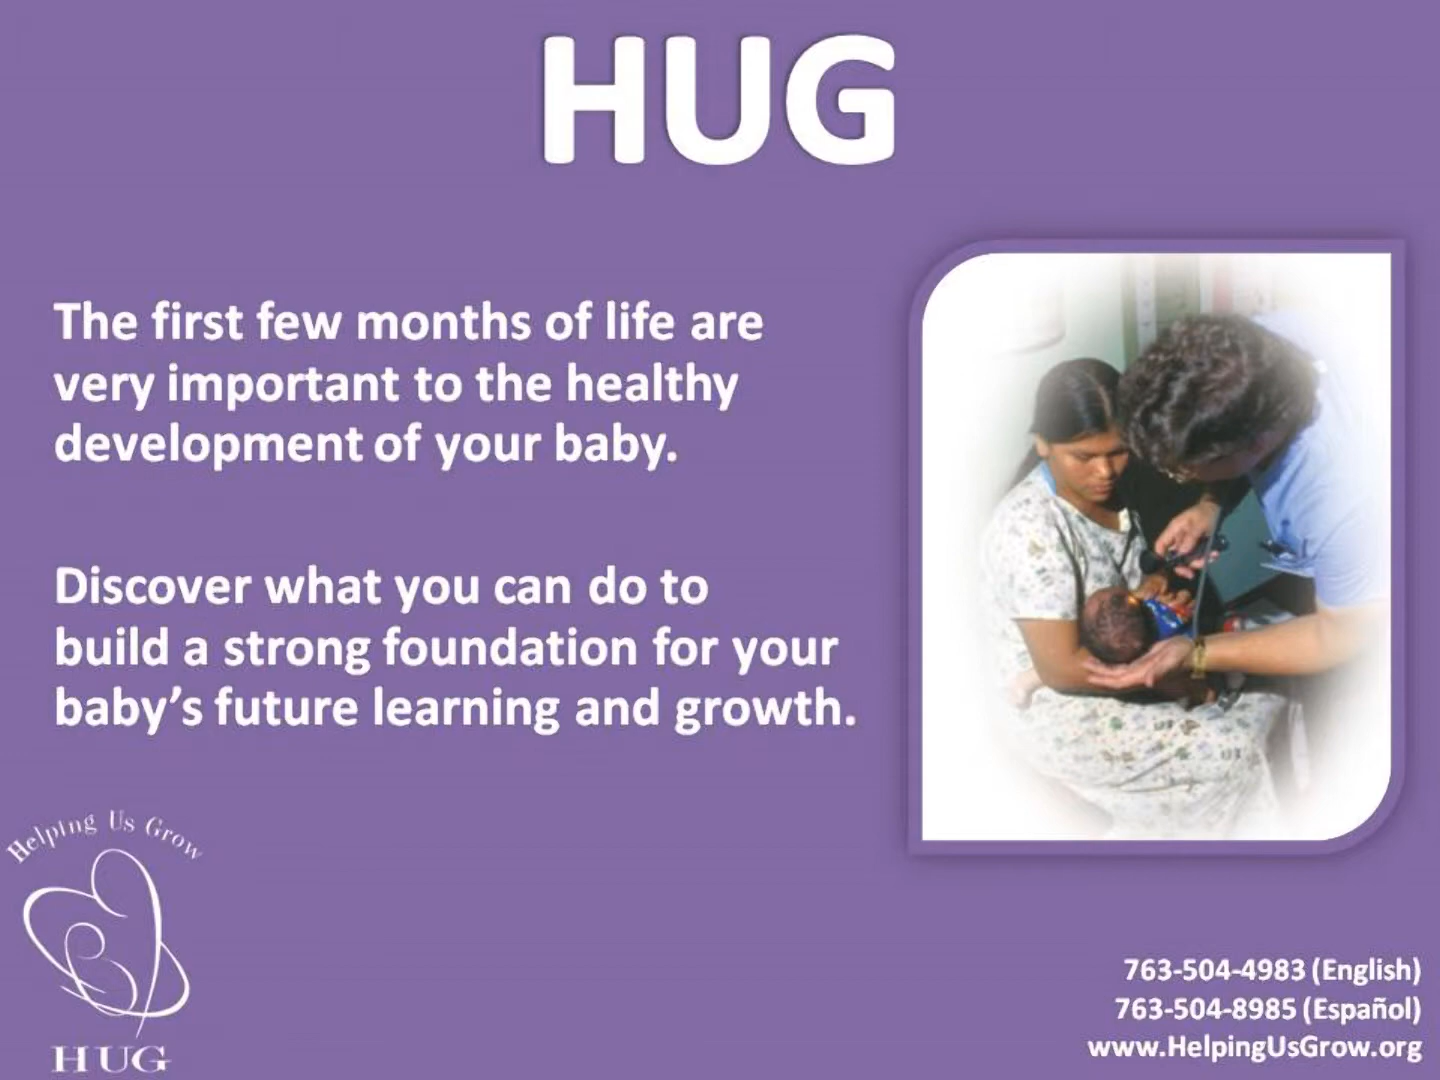 HUG
The first few months of life are
very important to the healthy
development of your baby.
Discover what you can do to
build a strong foundation for your
baby’s future learning and growth.
Helping Us Grow
HUG
763-504-4983 (English)
763-504-8985 (Español)
www.HelpingUsGrow.org